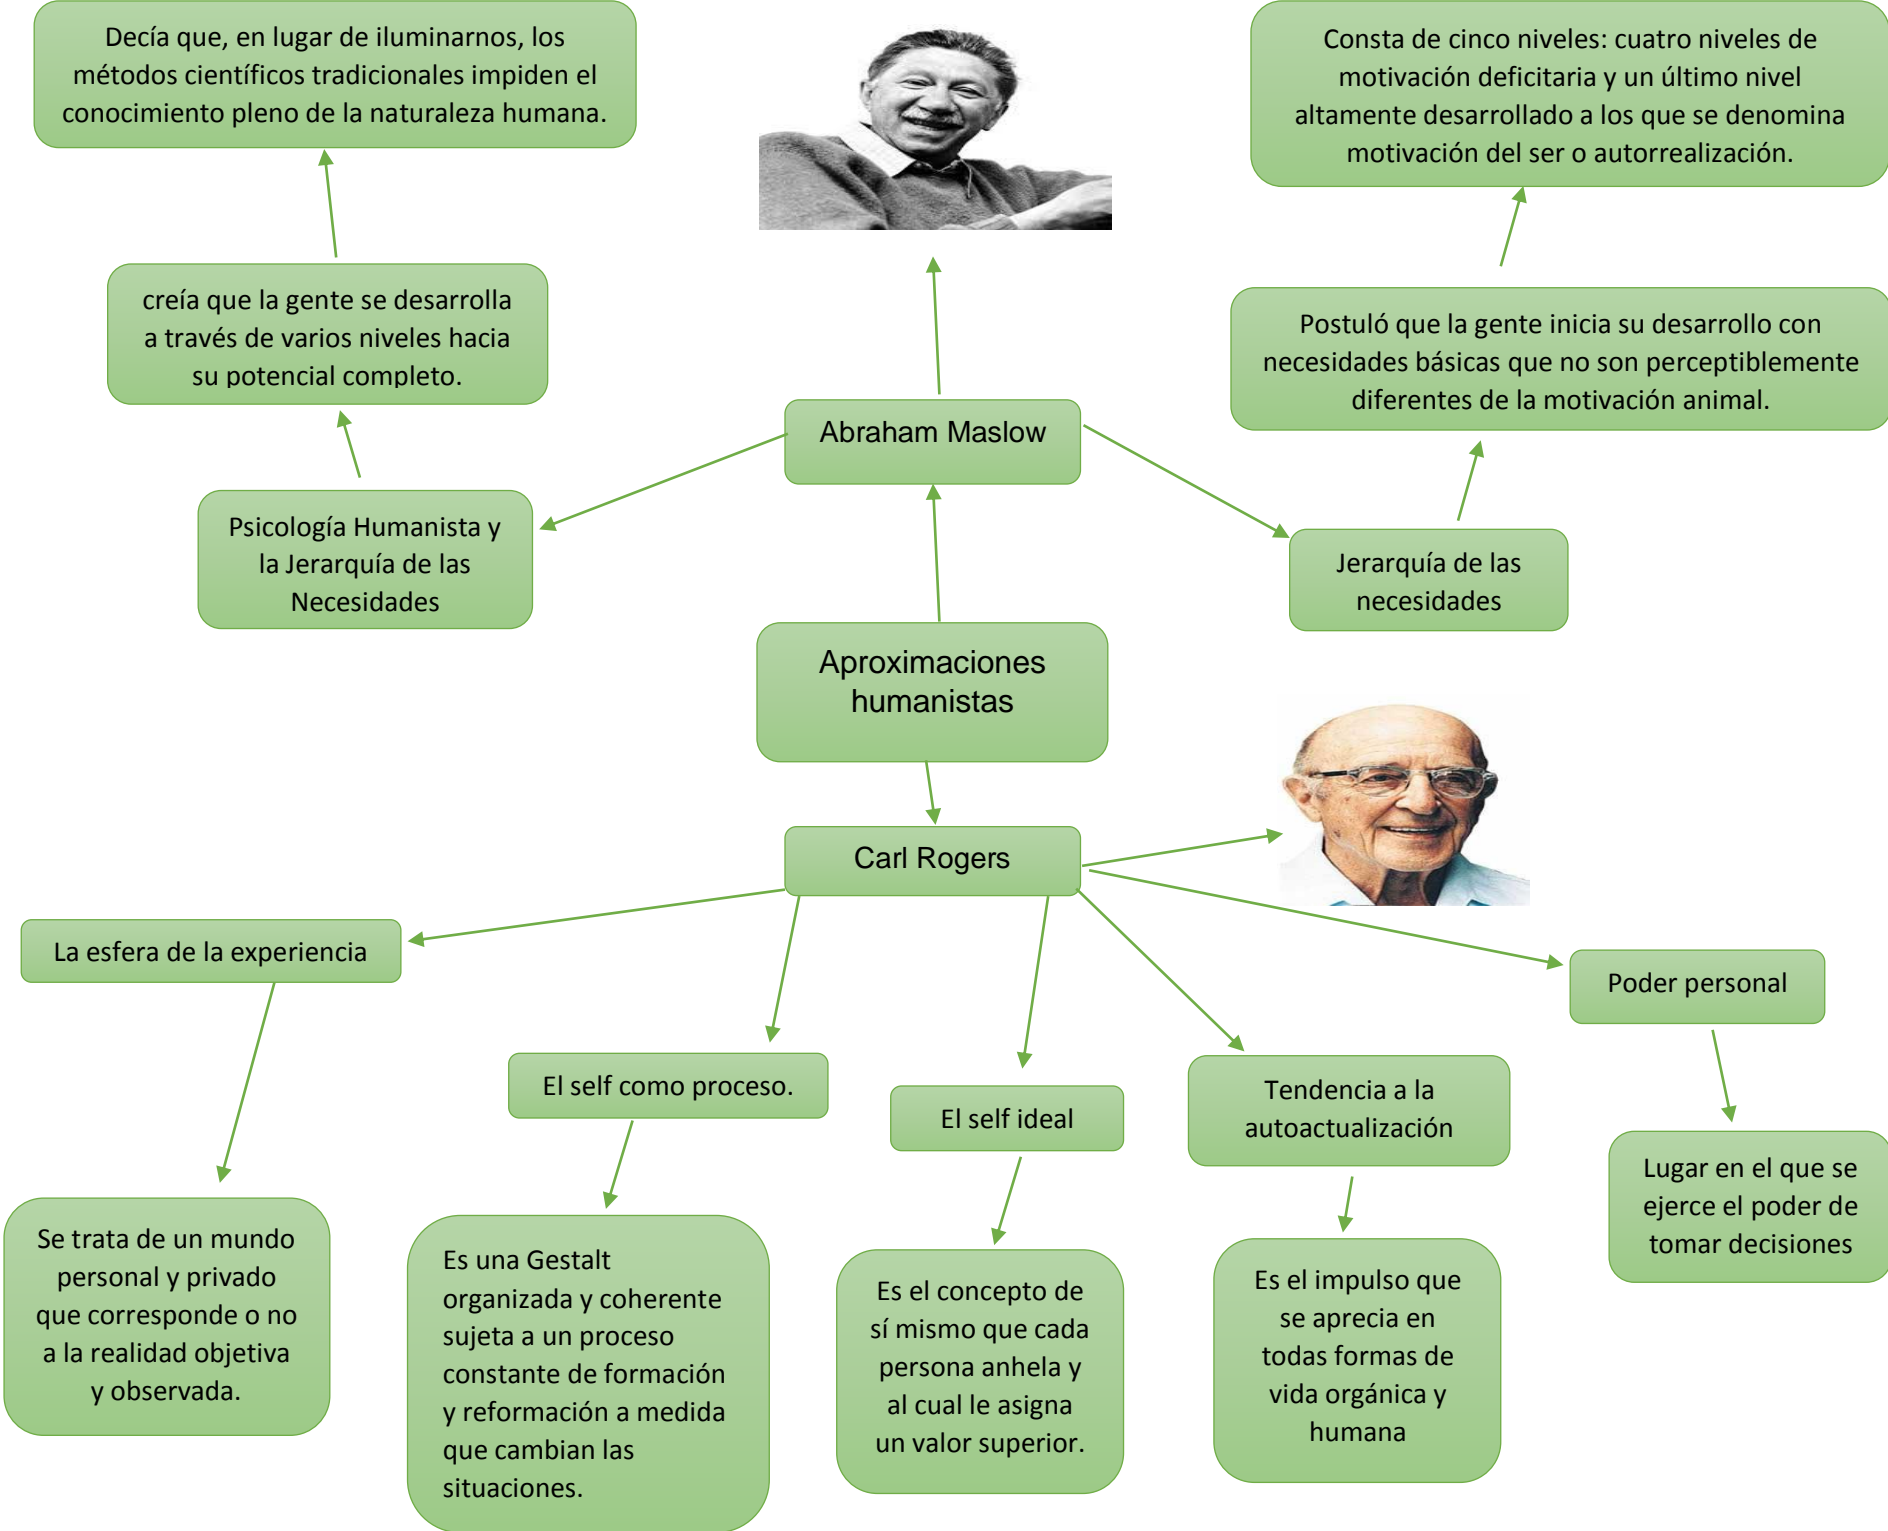 Decía que, en lugar de iluminarnos, los
métodos científicos tradicionales impiden el
conocimiento pleno de la naturaleza humana.
Consta de cinco niveles: cuatro niveles de
motivación deficitaria y un último nivel
altamente desarrollado a los que se denomina
motivación del ser o autorrealización.
creía que la gente se desarrolla
a través de varios niveles hacia
su potencial completo.
Postuló que la gente inicia su desarrollo con
necesidades básicas que no son perceptiblemente
diferentes de la motivación animal.
Abraham Maslow
Psicología Humanista y
la Jerarquía de las
Necesidades
Jerarquía de las
necesidades
Aproximaciones
humanistas
Carl Rogers
La esfera de la experiencia
Poder personal
El self como proceso.
El self ideal
Tendencia a la
autoactualización
Lugar en el que se
ejerce el poder de
tomar decisiones
Se trata de un mundo
personal y privado
que corresponde o no
a la realidad objetiva
y observada.
Es una Gestalt
organizada y coherente
sujeta a un proceso
constante de formación
y reformación a medida
que cambian las
situaciones.
Es el concepto de
sí mismo que cada
persona anhela y
al cual le asigna
un valor superior.
Es el impulso que
se aprecia en
todas formas de
vida orgánica y
humana